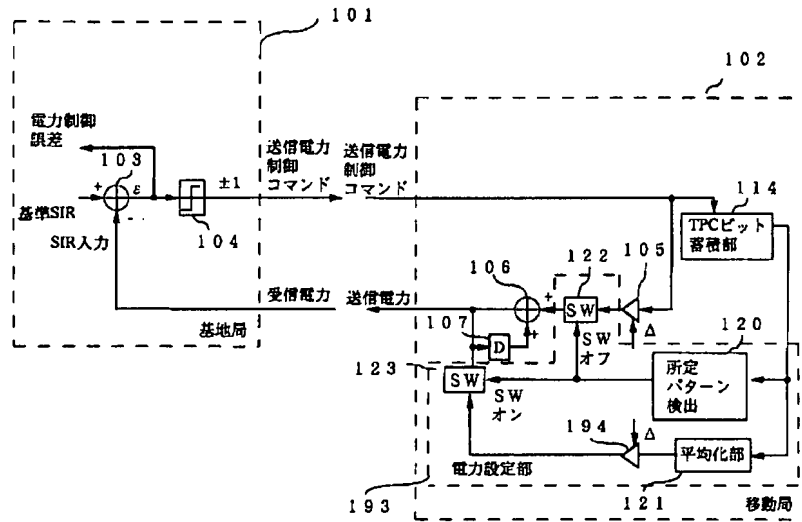 101
102
電力制御
誤差
103
+
ε
±1
-
基準SIR
SIR入力
104
送信電力
制御
コマンド
送信電力
制御
コマンド
114
TPCビット
蓄積部
105
122
106
+
SW
Δ
+
107
D
SW
オフ
受信電力
送信電力
基地局
120
所定
パターン
検出
123
SW
SW
オン
194
Δ
平均化部
電力設定部
193
121
移動局